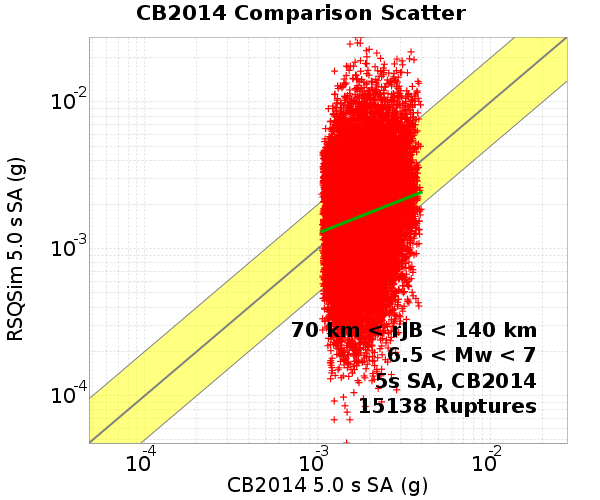 CB2014 Comparison Scatter
RSQSim 5.0 s SA (g)
10^-2
10^-3
10^-4
70 km < rJB < 140 km
6.5 < Mw < 7
5s SA, CB2014
15138 Ruptures
10^-4 10^-3 10^-2
CB2014 5.0 s SA (g)